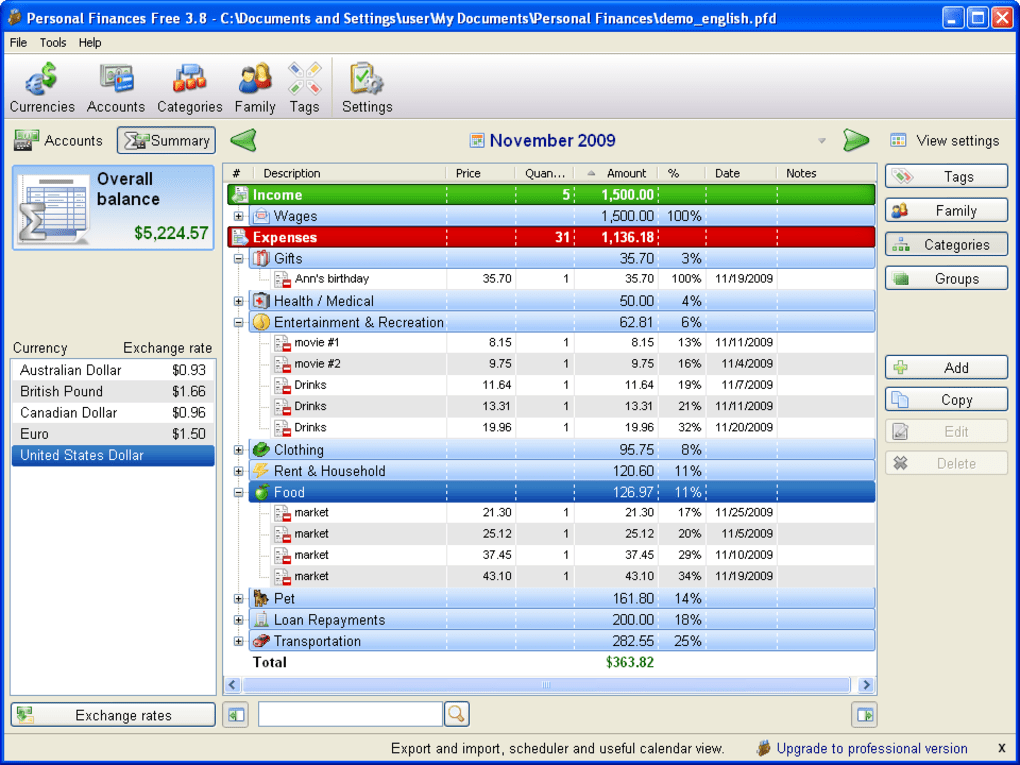 Personal Finances Free 3.8 - C:\Documents and Settings\user\My Documents\Personal Finances\demo_english.pfd
File Tools Help
Currencies Accounts Categories Family Tags Settings
Accounts Summary November 2009 View settings
Overall balance
$5,224.57
Currency Exchange rate
Australian Dollar $0.93
British Pound $1.66
Canadian Dollar $0.96
Euro $1.50
United States Dollar
Exchange rates
# Description Price Quan... Amount % Date Notes
Income 5 1,500.00
Wages 1,500.00 100%
Expenses 31 1,136.18
Gifts 35.70 3%
Ann's birthday 35.70 1 35.70 100% 11/19/2009
Health / Medical 50.00 4%
Entertainment & Recreation 62.81 6%
movie #1 8.15 1 8.15 13% 11/11/2009
movie #2 9.75 1 9.75 16% 11/4/2009
Drinks 11.64 1 11.64 19% 11/7/2009
Drinks 13.31 1 13.31 21% 11/11/2009
Drinks 19.96 1 19.96 32% 11/20/2009
Clothing 95.75 8%
Rent & Household 120.60 11%
Food 126.97 11%
market 21.30 1 21.30 17% 11/25/2009
market 25.12 1 25.12 20% 11/5/2009
market 37.45 1 37.45 29% 11/10/2009
market 43.10 1 43.10 34% 11/19/2009
Pet 161.80 14%
Loan Repayments 200.00 18%
Transportation 282.55 25%
Total $363.82
Tags
Family
Categories
Groups
Add
Copy
Edit
Delete
Export and import, scheduler and useful calendar view. Upgrade to professional version X